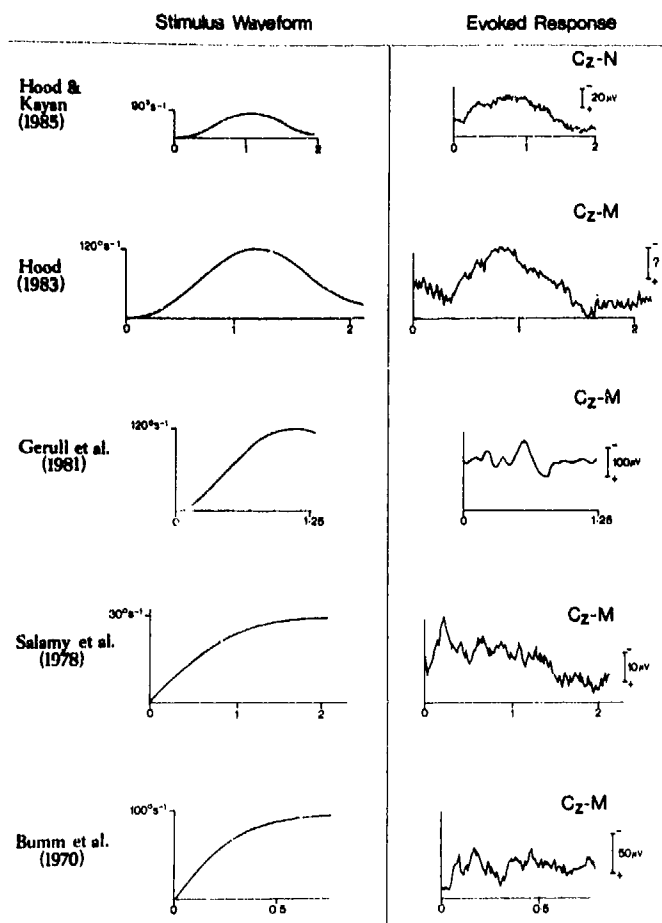 Stimulus Waveform Evoked Response
Hood & Kayan (1985)
90°s⁻¹
0 1 2
Cz-N
-
+
20μV
0 1 2
Hood (1983)
120°s⁻¹
0 1 2
Cz-M
-
?
+
0 1 2
Gerull et al. (1981)
120°s⁻¹
0 1·25
Cz-M
-
100μV
+
0 1·25
Salamy et al. (1978)
30°s⁻¹
0 1 2
Cz-M
-
10μV
+
0 1 2
Bumm et al. (1970)
100°s⁻¹
0 0·5
Cz-M
-
50μV
+
0 0·5